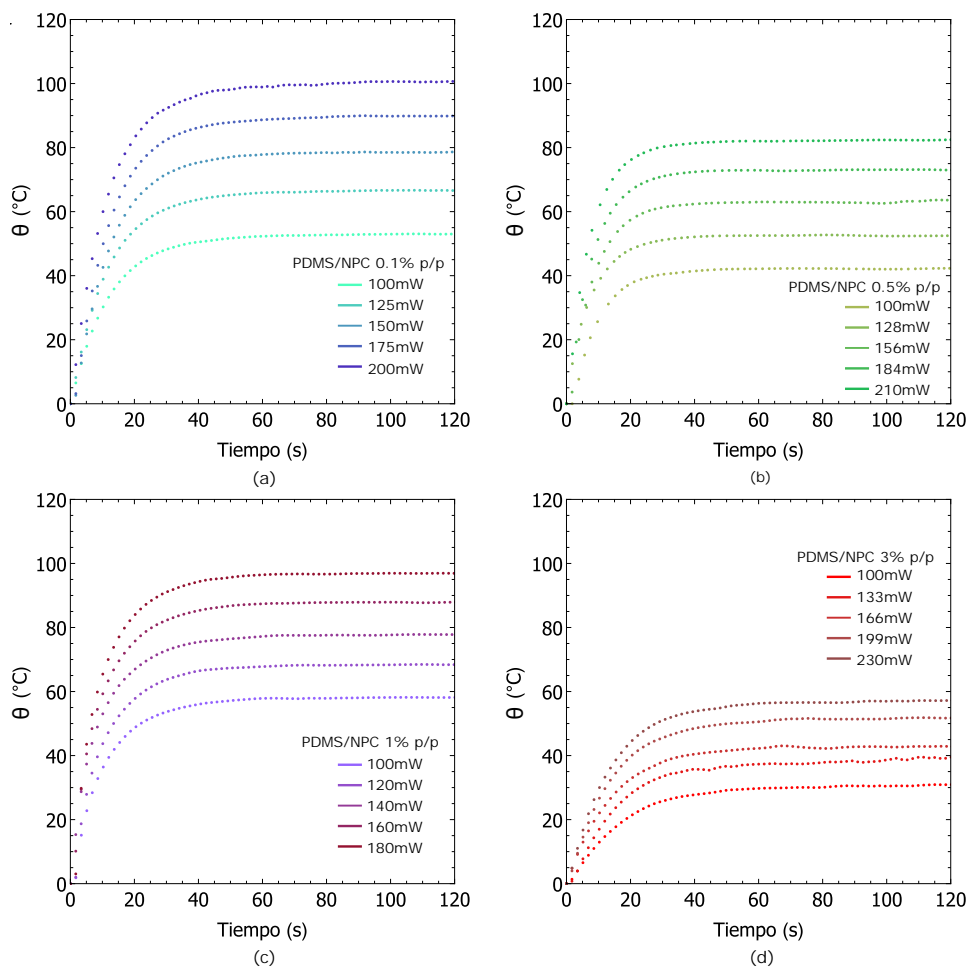 120
100
80
60
40
20
0
θ (°C)
PDMS/NPC 0.1% p/p
100mW
125mW
150mW
175mW
200mW
0 20 40 60 80 100 120
Tiempo (s)
(a)
120
100
80
60
40
20
0
θ (°C)
PDMS/NPC 0.5% p/p
100mW
128mW
156mW
184mW
210mW
0 20 40 60 80 100 120
Tiempo (s)
(b)
120
100
80
60
40
20
0
θ (°C)
PDMS/NPC 1% p/p
100mW
120mW
140mW
160mW
180mW
0 20 40 60 80 100 120
Tiempo (s)
(c)
120
100
80
60
40
20
0
θ (°C)
PDMS/NPC 3% p/p
100mW
133mW
166mW
199mW
230mW
0 20 40 60 80 100 120
Tiempo (s)
(d)